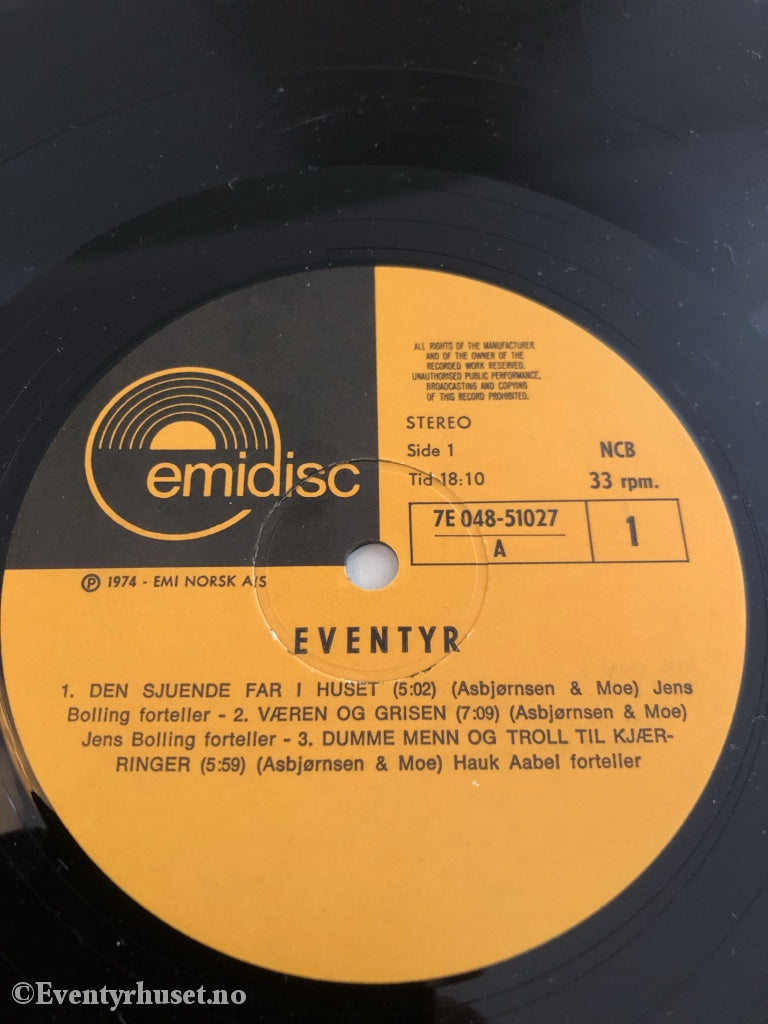 ALL RIGHTS OF THE MANUFACTURER
AND OF THE OWNER OF THE
RECORDED WORK RESERVED.
UNAUTHORISED PUBLIC PERFORMANCE,
BROADCASTING AND COPYING
OF THIS RECORD PROHIBITED.
emidisc
STEREO
Side 1 NCB
Tid 18:10 33 rpm.
7E 048-51027
A 1
℗ 1974 - EMI NORSK A/S
EVENTYR
1. DEN SJUENDE FAR I HUSET (5:02) (Asbjørnsen & Moe) Jens
Bolling forteller - 2. VÆREN OG GRISEN (7:09) (Asbjørnsen & Moe)
Jens Bolling forteller - 3. DUMME MENN OG TROLL TIL KJÆR-
RINGER (5:59) (Asbjørnsen & Moe) Hauk Aabel forteller
©Eventyrhuset.no